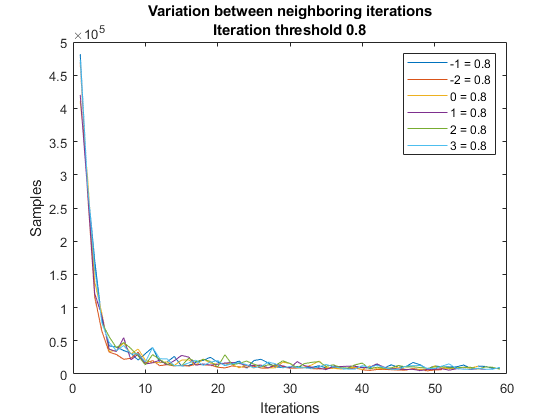 Variation between neighboring iterations
Iteration threshold 0.8
×10^5
5
4.5
4
3.5
3
2.5
2
1.5
1
0.5
0
Samples
-1 = 0.8
-2 = 0.8
0 = 0.8
1 = 0.8
2 = 0.8
3 = 0.8
0 10 20 30 40 50 60
Iterations